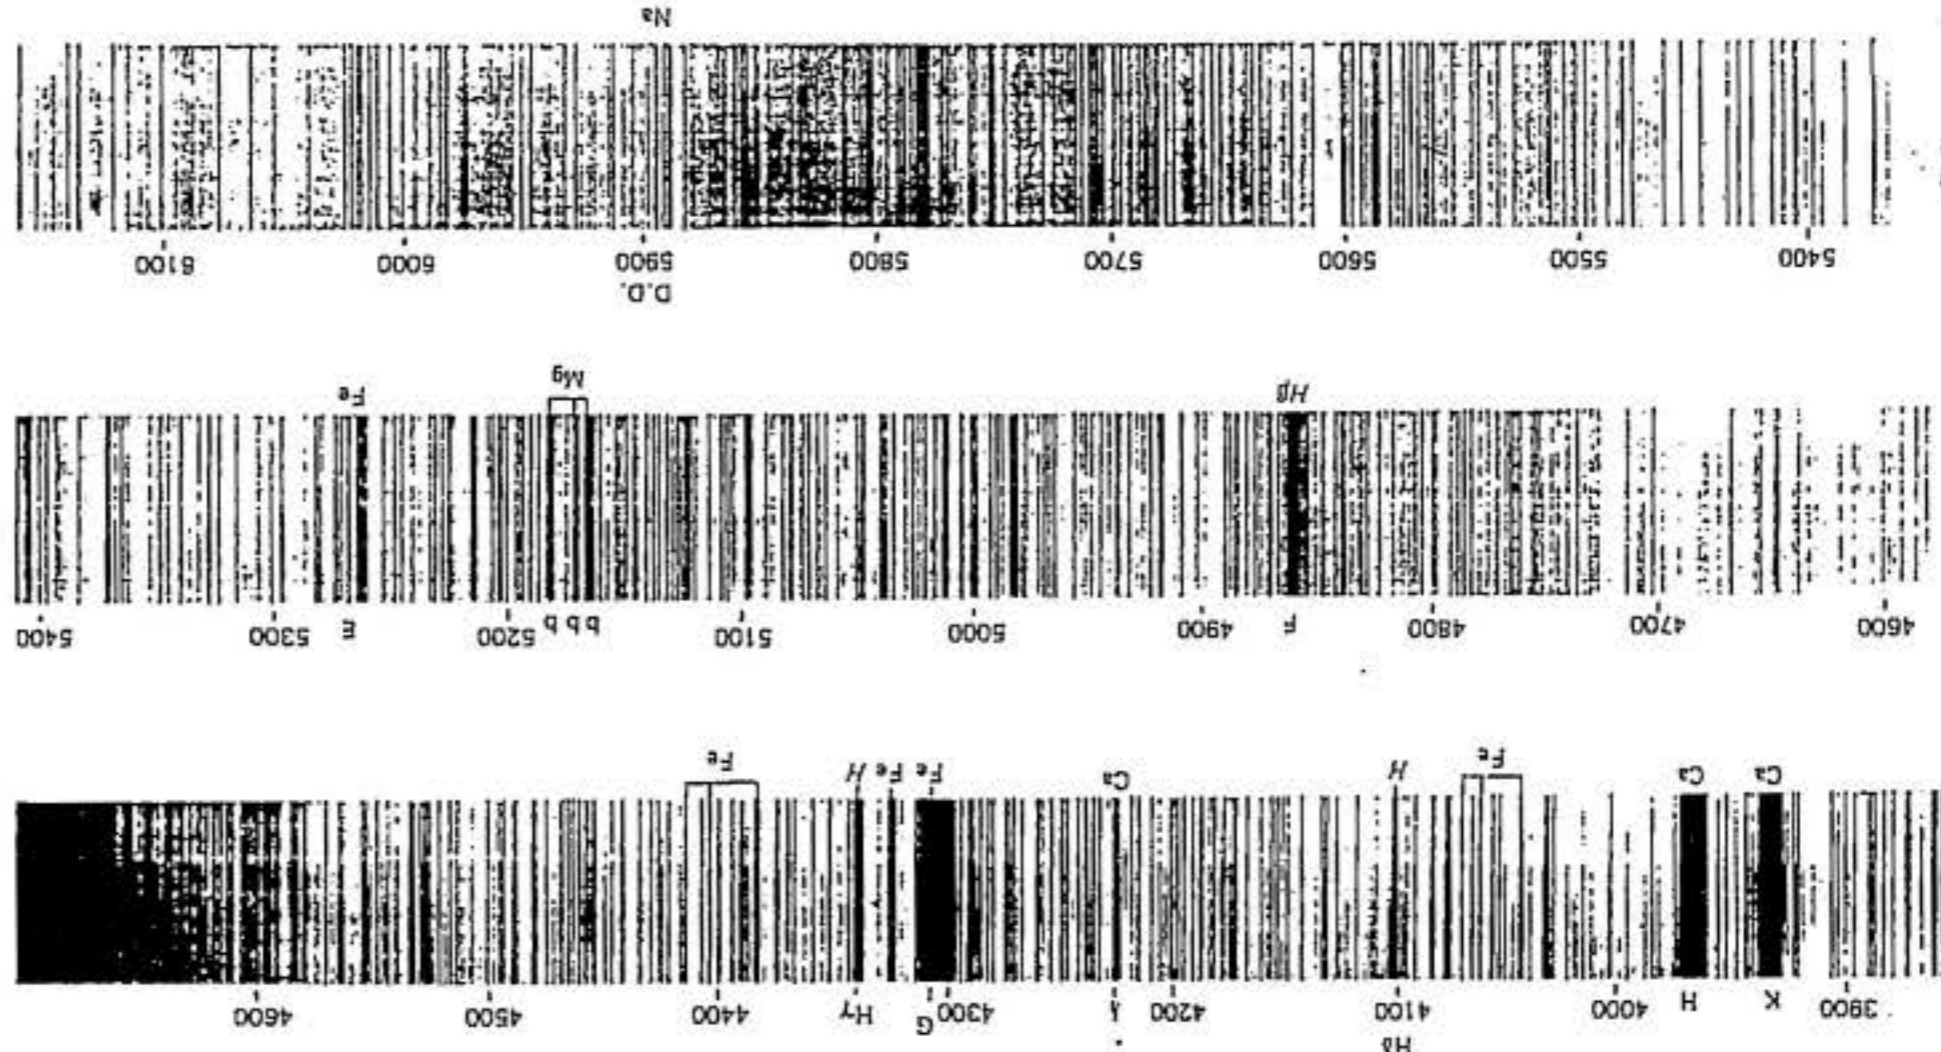 Hδ
3900 K H 4000 4100 4200 4300 G Hγ 4400 4500 4600
Ca Ca Fe H Ca Fe Fe H Fe
4600 4700 4800 F 4900 5000 5100 b b b 5200 E 5300 5400
Hβ Mg Fe
D.D.
5400 5500 5600 5700 5800 5900 6000 6100
Na